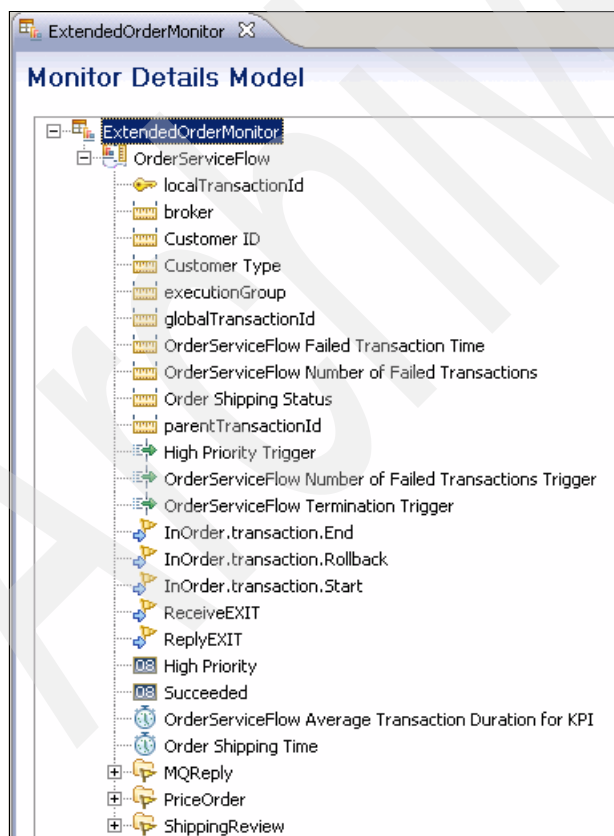 ExtendedOrderMonitor
Monitor Details Model
ExtendedOrderMonitor
OrderServiceFlow
localTransactionId
broker
Customer ID
Customer Type
executionGroup
globalTransactionId
OrderServiceFlow Failed Transaction Time
OrderServiceFlow Number of Failed Transactions
Order Shipping Status
parentTransactionId
High Priority Trigger
OrderServiceFlow Number of Failed Transactions Trigger
OrderServiceFlow Termination Trigger
InOrder.transaction.End
InOrder.transaction.Rollback
InOrder.transaction.Start
ReceiveEXIT
ReplyEXIT
High Priority
Succeeded
OrderServiceFlow Average Transaction Duration for KPI
Order Shipping Time
MQReply
PriceOrder
ShippingReview